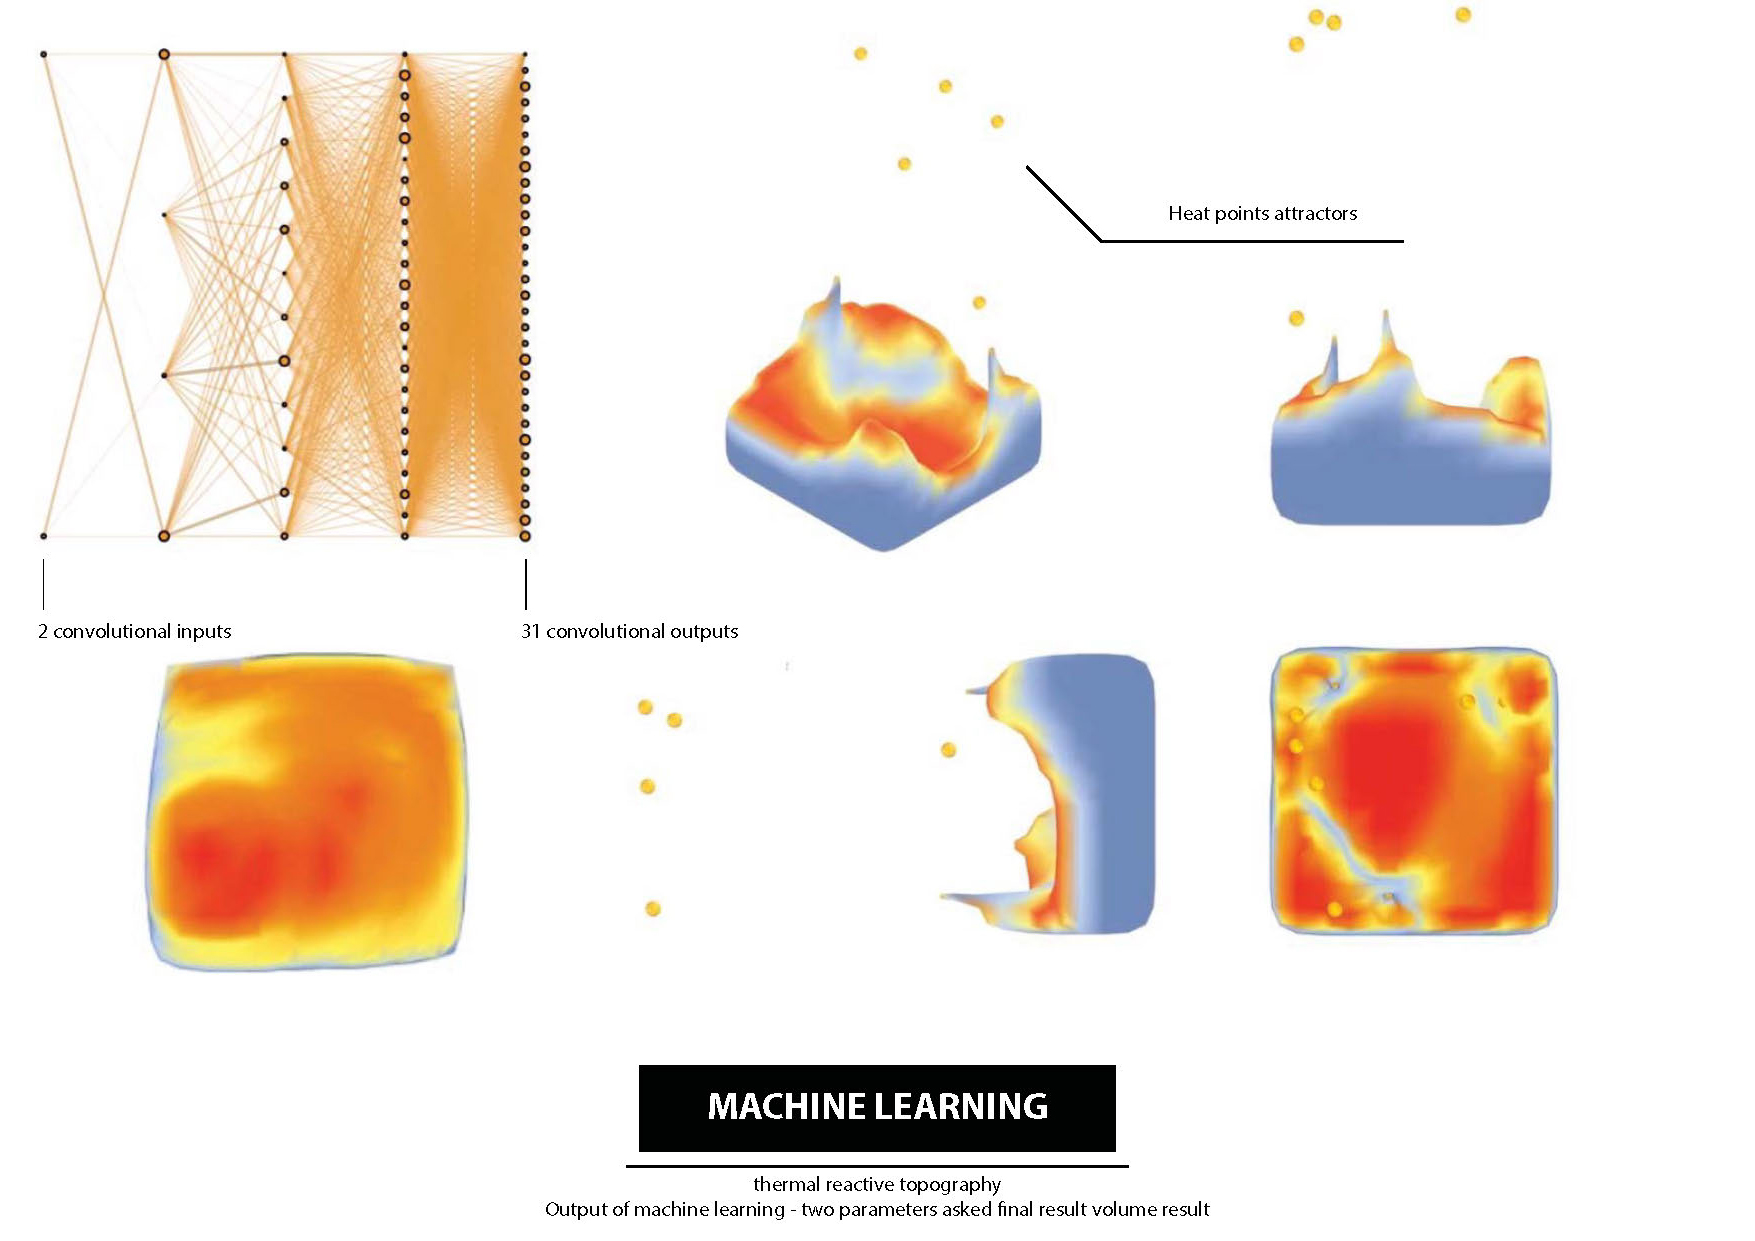 Heat points attractors
2 convolutional inputs
31 convolutional outputs
MACHINE LEARNING
thermal reactive topography
Output of machine learning - two parameters asked final result volume result